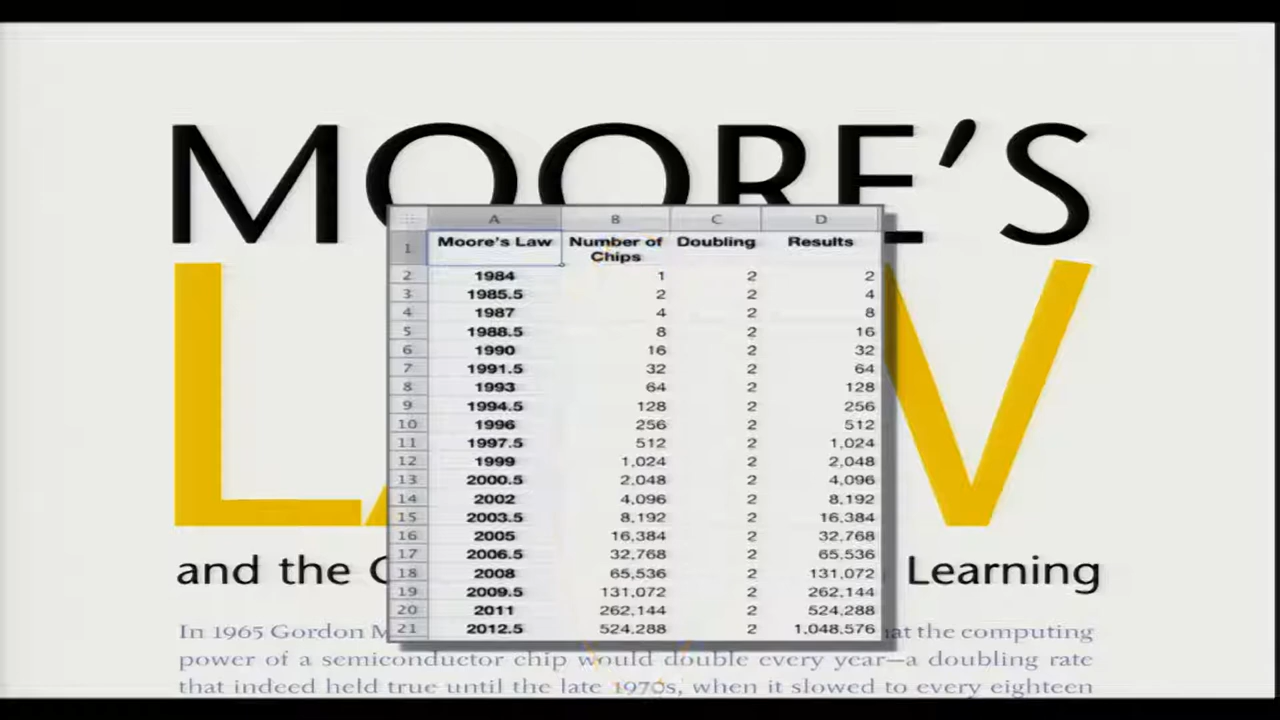 MOORE'S
LAW
A B C D
1 Moore's Law Number of Chips Doubling Results
2 1984 1 2 2
3 1985.5 2 2 4
4 1987 4 2 8
5 1988.5 8 2 16
6 1990 16 2 32
7 1991.5 32 2 64
8 1993 64 2 128
9 1994.5 128 2 256
10 1996 256 2 512
11 1997.5 512 2 1,024
12 1999 1,024 2 2,048
13 2000.5 2,048 2 4,096
14 2002 4,096 2 8,192
15 2003.5 8,192 2 16,384
16 2005 16,384 2 32,768
17 2006.5 32,768 2 65,536
18 2008 65,536 2 131,072
19 2009.5 131,072 2 262,144
20 2011 262,144 2 524,288
21 2012.5 524,288 2 1,048,576
and the Learning
In 1965 Gordon at the computing
power of a semiconductor chip would double every year—a doubling rate
that indeed held true until the late 1970s, when it slowed to every eighteen